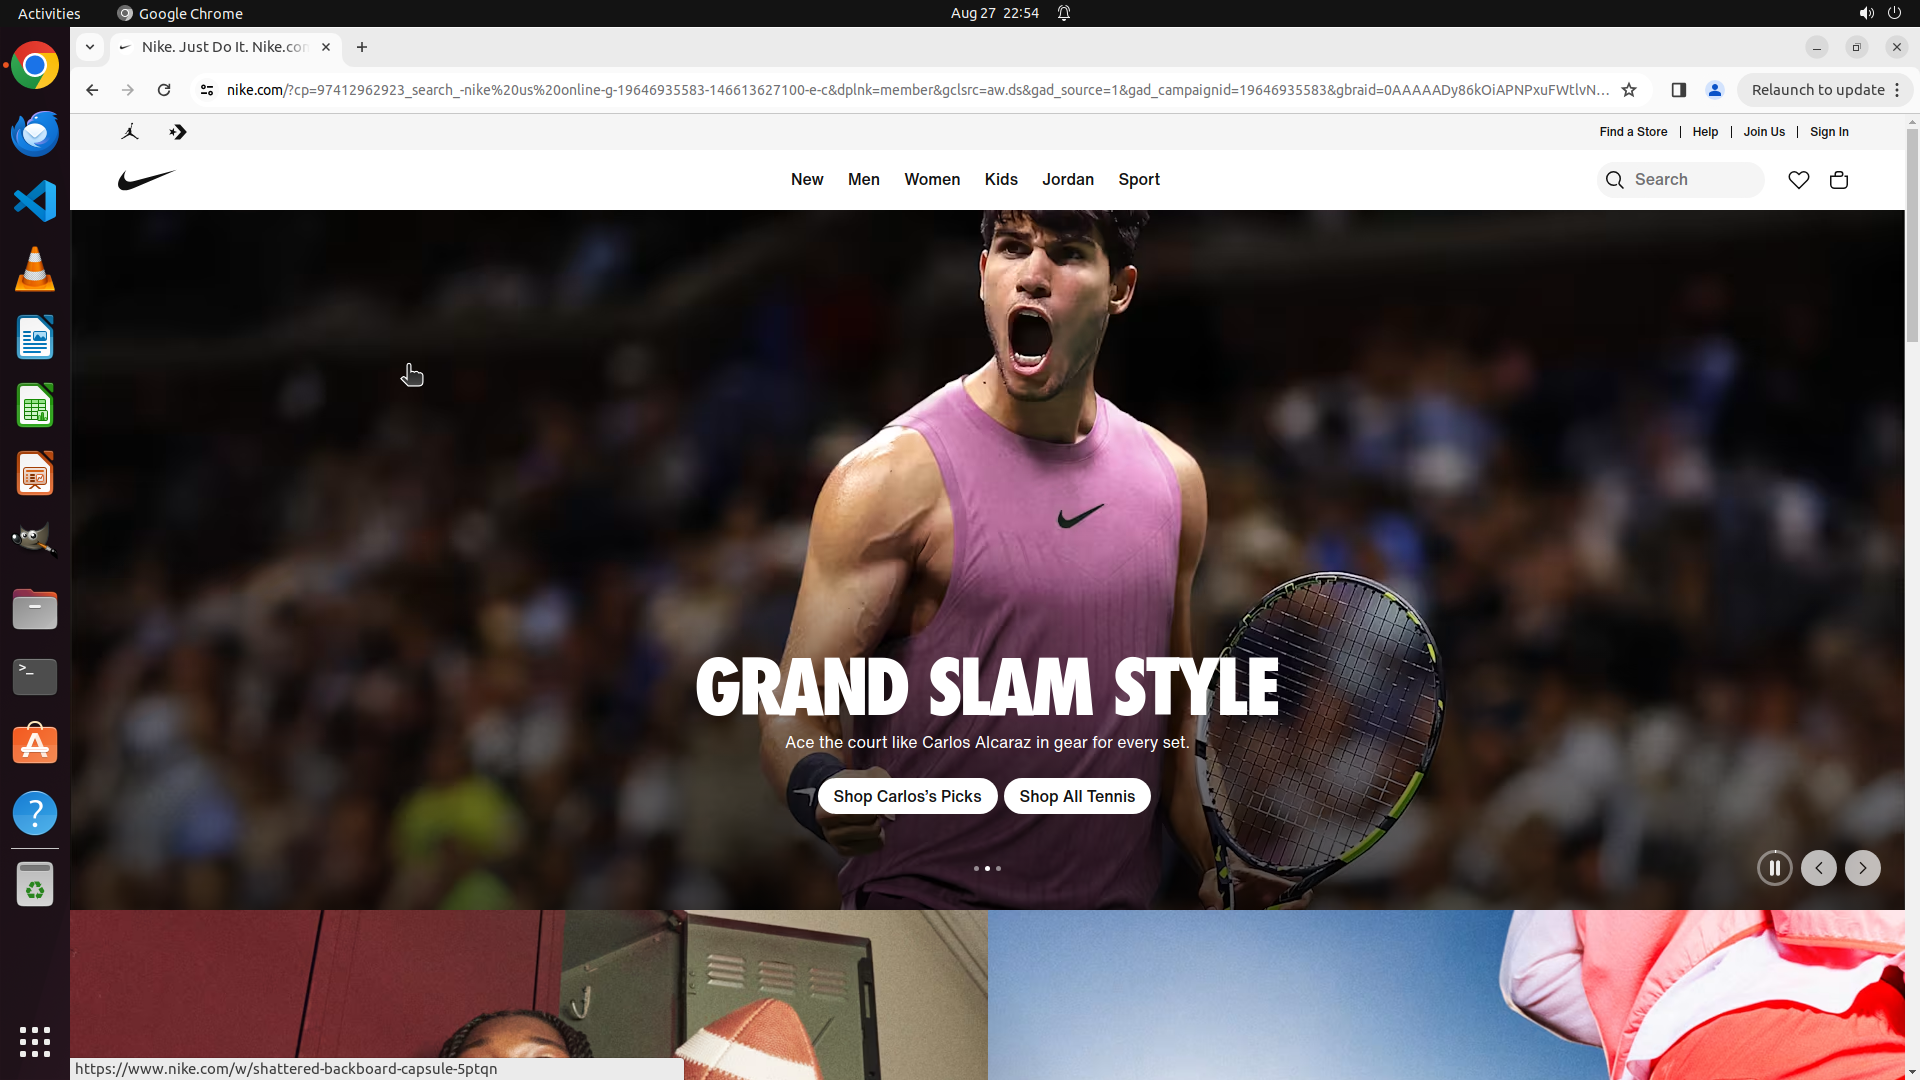 Activities
Google Chrome
Aug 27 22:54
Nike. Just Do It. Nike.con
nike.com/?cp=97412962923_search_-nike%20us%20online-g-19646935583-146613627100-e-c&dplnk=member&gclsrc=aw.ds&gad_source=1&gad_campaignid=19646935583&gbraid=0AAAAADy86kOiAPNPxuFWtlvN...
Relaunch to update
Find a Store
Help
Join Us
Sign In
New
Men
Women
Kids
Jordan
Sport
Search
GRAND SLAM STYLE
Ace the court like Carlos Alcaraz in gear for every set.
Shop Carlos's Picks
Shop All Tennis
https://www.nike.com/w/shattered-backboard-capsule-5ptqn